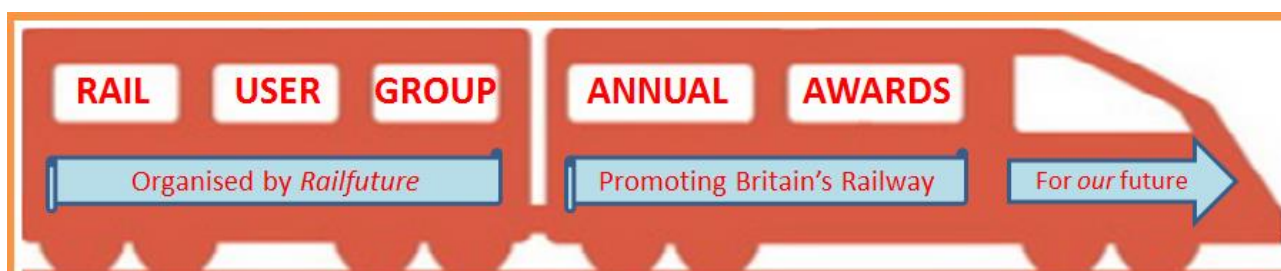 RAIL USER GROUP ANNUAL AWARDS
Organised by Railfuture Promoting Britain's Railway For our future